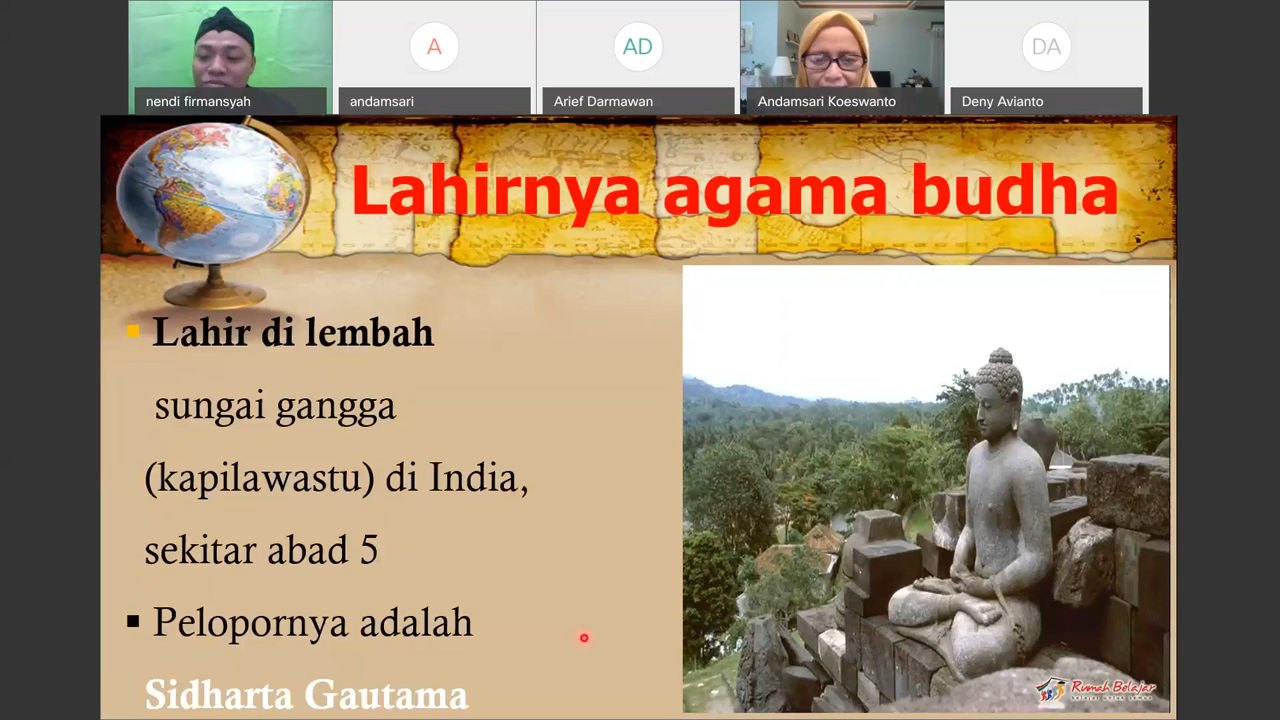 A
AD
DA
nendi firmansyah
andamsari
Arief Darmawan
Andamsari Koeswanto
Deny Avianto
Lahirnya agama budha
Lahir di lembah
sungai gangga
(kapilawastu) di India,
sekitar abad 5
Pelopornya adalah
Sidharta Gautama
Rumah Belajar